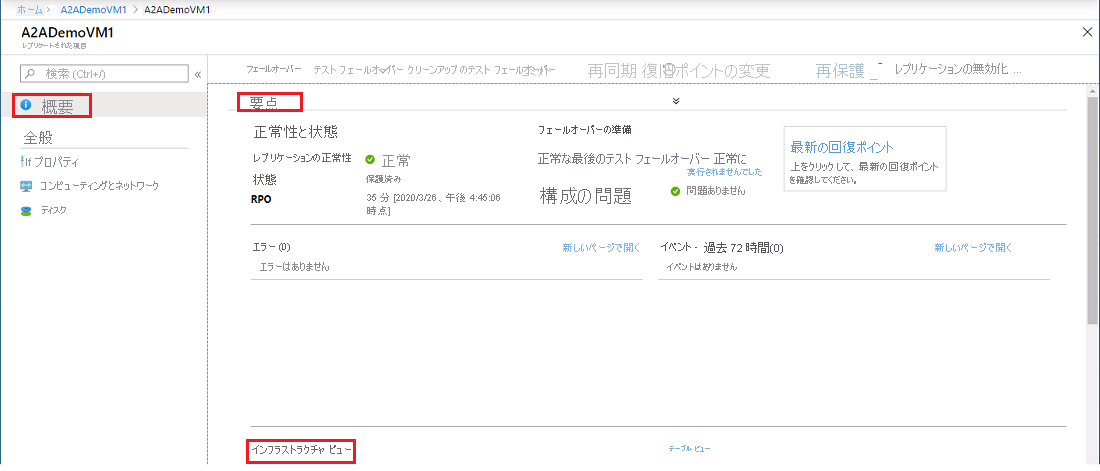 ホーム > A2ADemoVM1 > A2ADemoVM1
A2ADemoVM1
レプリケートされた項目
検索 (Ctrl+/)
概要
全般
プロパティ
コンピューティングとネットワーク
ディスク
フェールオーバー テスト フェールオーバー クリーンアップ のテスト フェールオーバー 再同期 復旧ポイントの変更 再保護 レプリケーションの無効化 ...
要点
正常性と状態
レプリケーションの正常性 正常
状態 保護済み
RPO 35 分 [2020/3/26、午後 4:45:06
時点]
フェールオーバーの準備
正常な最後のテスト フェールオーバー 正常に
実行されませんでした
構成の問題 問題ありません
最新の回復ポイント
上をクリックして、最新の回復ポイント
を確認してください。
エラー (0) 新しいページで開く
エラーはありません
イベント - 過去 72 時間(0) 新しいページで開く
イベントはありません
インフラストラクチャ ビュー テーブル ビュー